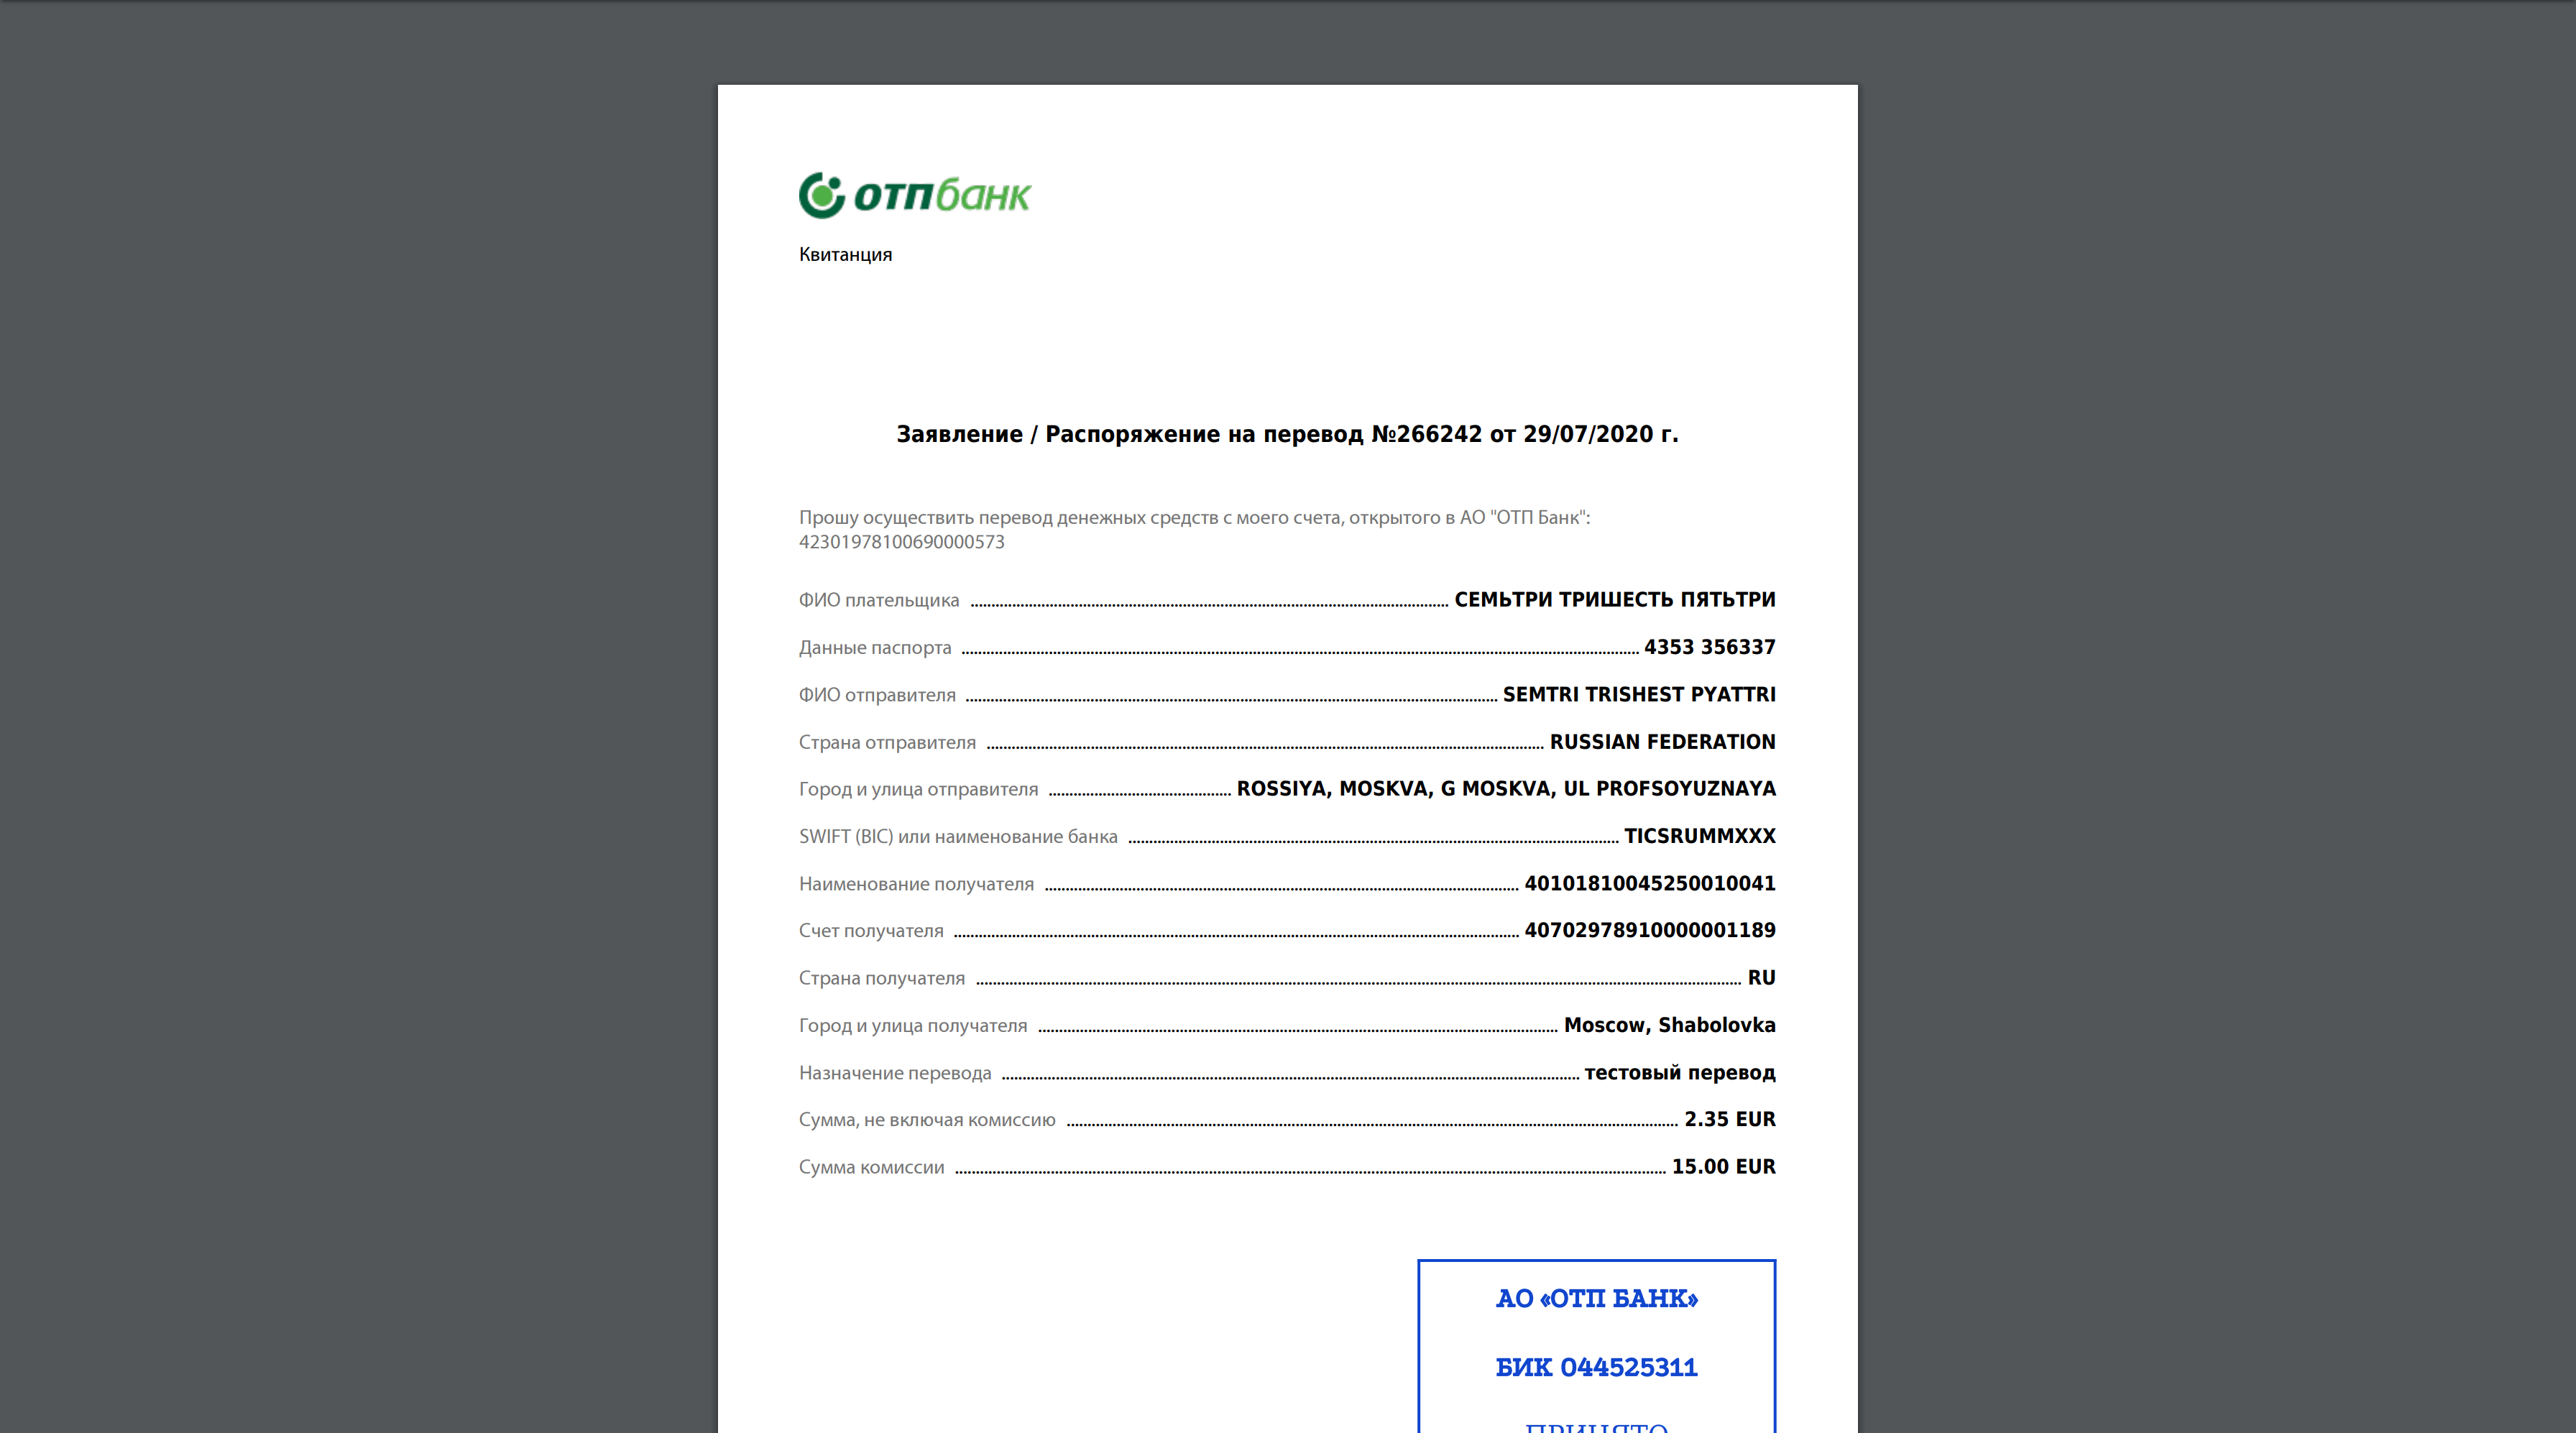 отпбанк
Квитанция
Заявление / Распоряжение на перевод №266242 от 29/07/2020 г.
Прошу осуществить перевод денежных средств с моего счета, открытого в АО "ОТП Банк":
42301978100690000573
ФИО плательщика СЕМЬТРИ ТРИШЕСТЬ ПЯТЬТРИ
Данные паспорта 4353 356337
ФИО отправителя SEMTRI TRISHEST PYATTRI
Страна отправителя RUSSIAN FEDERATION
Город и улица отправителя ROSSIYA, MOSKVA, G MOSKVA, UL PROFSOYUZNAYA
SWIFT (BIC) или наименование банка TICSRUMMXXX
Наименование получателя 40101810045250010041
Счет получателя 40702978910000001189
Страна получателя RU
Город и улица получателя Moscow, Shabolovka
Назначение перевода тестовый перевод
Сумма, не включая комиссию 2.35 EUR
Сумма комиссии 15.00 EUR
АО «ОТП БАНК»
БИК 044525311
ПРИНЯТО